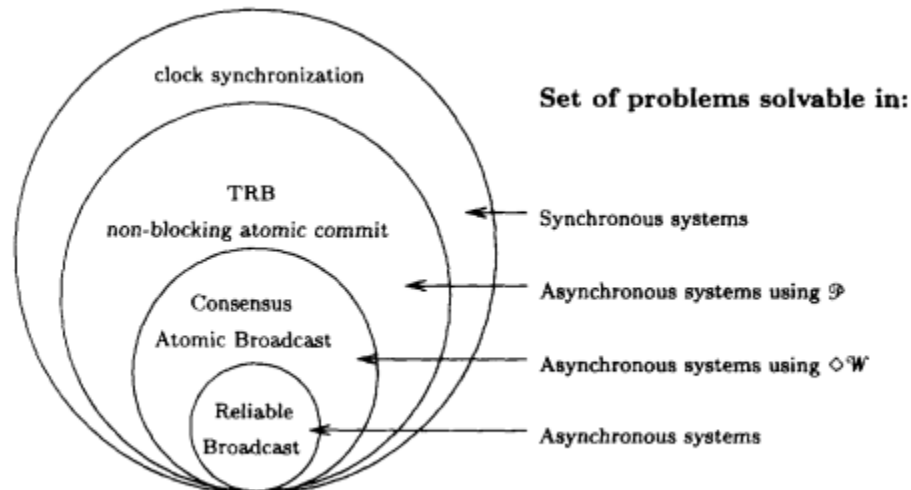 clock synchronization
Set of problems solvable in:
TRB
non-blocking atomic commit
Synchronous systems
Asynchronous systems using 𝒫
Consensus
Atomic Broadcast
Asynchronous systems using ◇𝒲
Reliable
Broadcast
Asynchronous systems